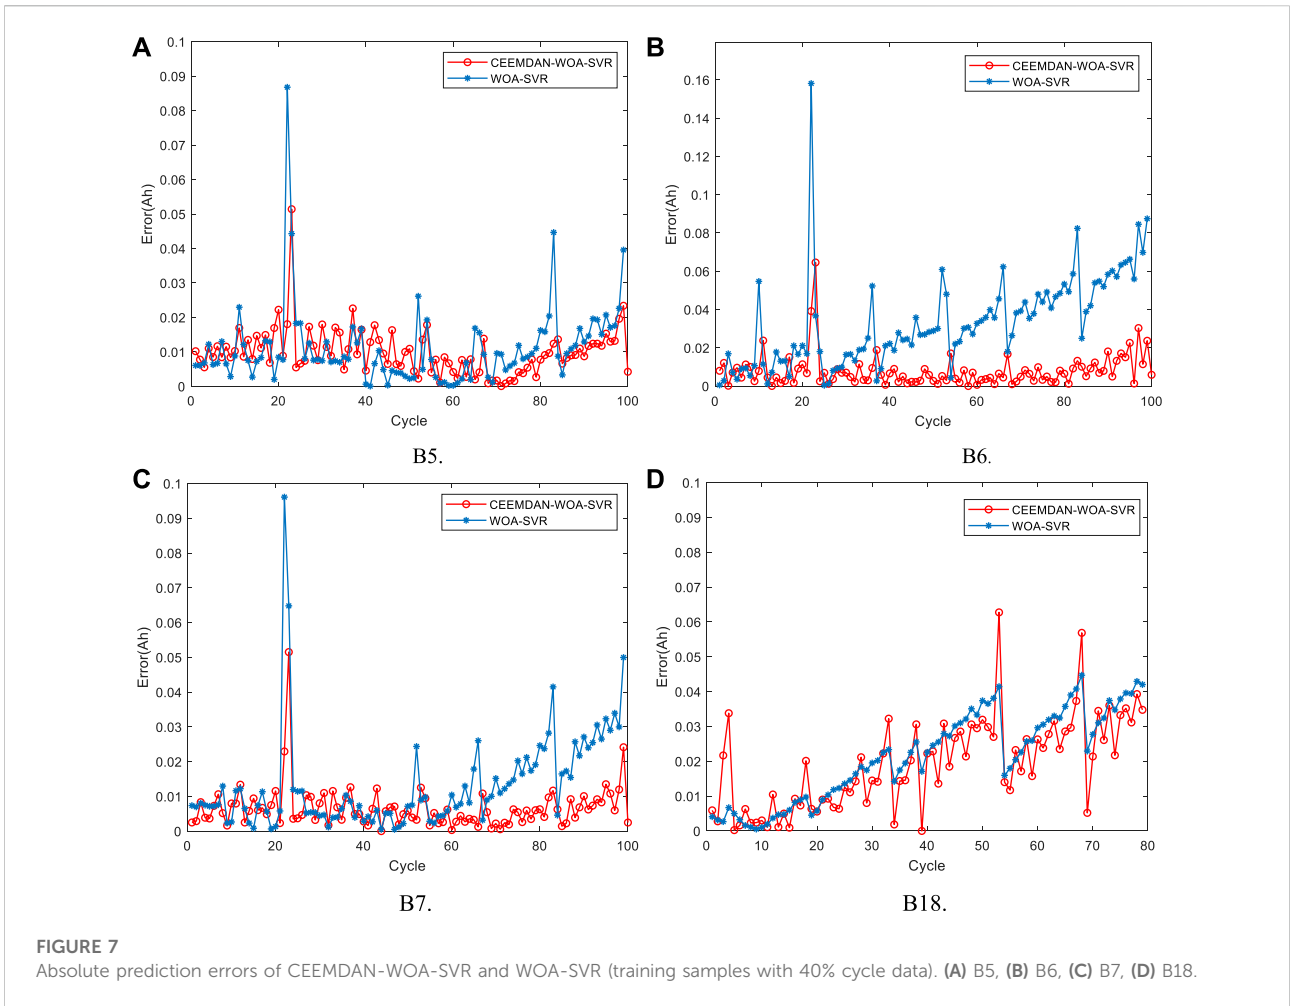 A
0.1
0.09
0.08
0.07
0.06
0.05
0.04
0.03
0.02
0.01
0
Error(Ah)
0 20 40 60 80 100
Cycle
CEEMDAN-WOA-SVR
WOA-SVR
B5.
B
0.16
0.14
0.12
0.1
0.08
0.06
0.04
0.02
0
Error(Ah)
0 20 40 60 80 100
Cycle
CEEMDAN-WOA-SVR
WOA-SVR
B6.
C
0.1
0.09
0.08
0.07
0.06
0.05
0.04
0.03
0.02
0.01
0
Error(Ah)
0 20 40 60 80 100
Cycle
CEEMDAN-WOA-SVR
WOA-SVR
B7.
D
0.1
0.09
0.08
0.07
0.06
0.05
0.04
0.03
0.02
0.01
0
Error(Ah)
0 10 20 30 40 50 60 70 80
Cycle
CEEMDAN-WOA-SVR
WOA-SVR
B18.
FIGURE 7
Absolute prediction errors of CEEMDAN-WOA-SVR and WOA-SVR (training samples with 40% cycle data). (A) B5, (B) B6, (C) B7, (D) B18.